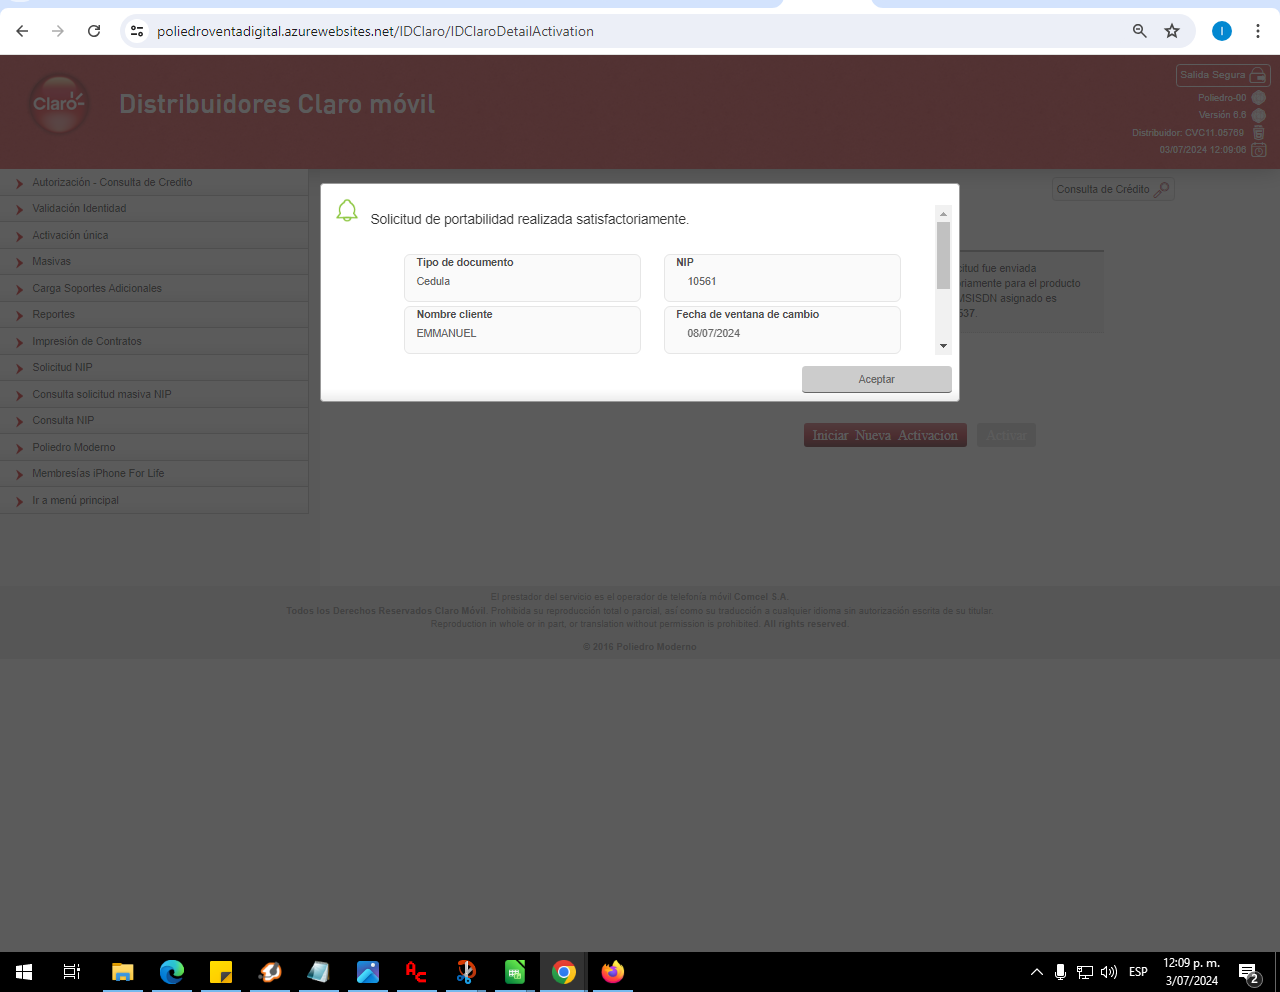 poliedroventadigital.azurewebsites.net/IDClaro/IDClaroDetailActivation
Claro
Distribuidores Claro móvil
Salida Segura
Poliedro-00
Versión 6.6
Distribuidor: CVC11.05769
03/07/2024 12:09:06
Autorización - Consulta de Credito
Validación Identidad
Activación única
Masivas
Carga Soportes Adicionales
Reportes
Impresión de Contratos
Solicitud NIP
Consulta solicitud masiva NIP
Consulta NIP
Poliedro Moderno
Membresías iPhone For Life
Ir a menú principal
Consulta de Crédito
Solicitud de portabilidad realizada satisfactoriamente.
Tipo de documento
Cedula
NIP
10561
Nombre cliente
EMMANUEL
Fecha de ventana de cambio
08/07/2024
Aceptar
citud fue enviada
riamente para el producto
MSISDN asignado es
537.
Iniciar Nueva Activacion
Activar
El prestador del servicio es el operador de telefonía móvil Comcel S.A.
Todos los Derechos Reservados Claro Móvil. Prohibida su reproducción total o parcial, así como su traducción a cualquier idioma sin autorización escrita de su titular
Reproduction in whole or in part, or translation without permission is prohibited. All rights reserved.
© 2016 Poliedro Moderno
ESP
12:09 p. m.
3/07/2024
2